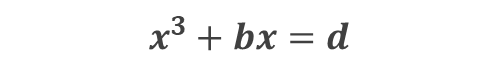 x³ + bx = d